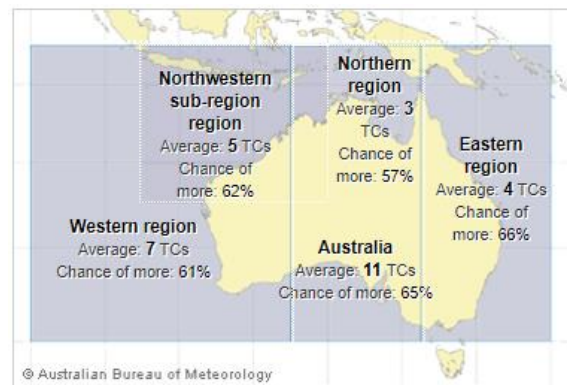 Northwestern
sub-region
region
Average: 5 TCs
Chance of
more: 62%
Northern
region
Average: 3
TCs
Chance of
more: 57%
Eastern
region
Average: 4 TCs
Chance of
more: 66%
Western region
Average: 7 TCs
Chance of more: 61%
Australia
Average: 11 TCs
Chance of more: 65%
© Australian Bureau of Meteorology